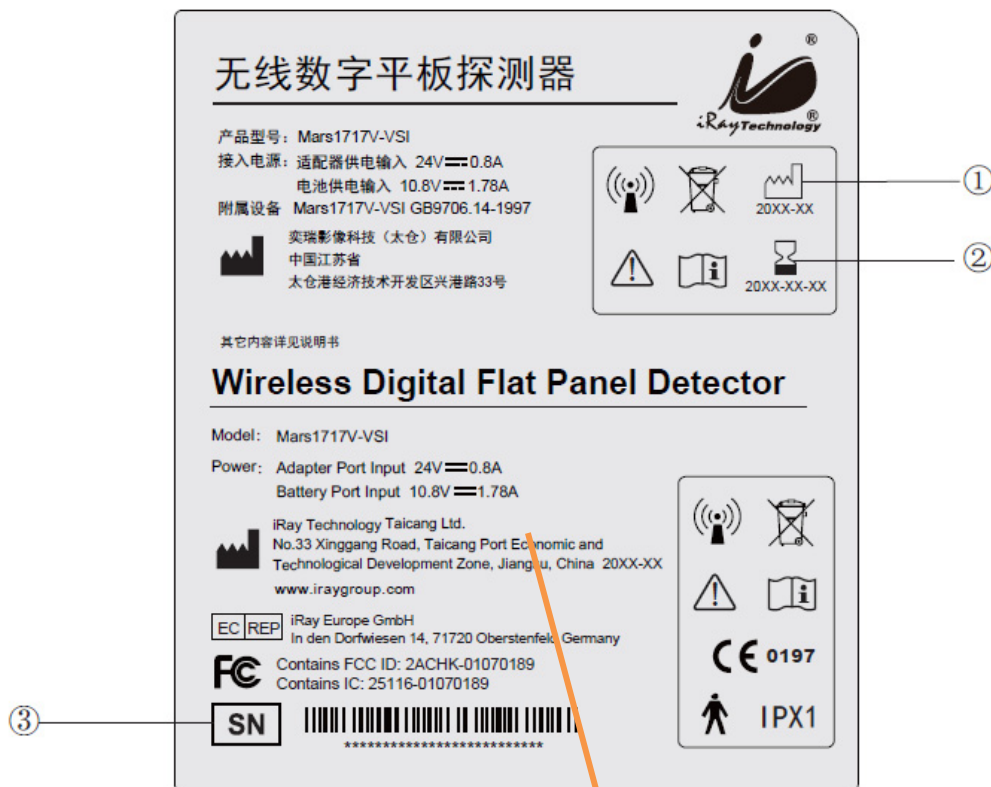 无线数字平板探测器
®
iRayTechnology®
产品型号: Mars1717V-VSI
接入电源: 适配器供电输入 24V⎓0.8A
电池供电输入 10.8V⎓1.78A
附属设备 Mars1717V-VSI GB9706.14-1997
奕瑞影像科技（太仓）有限公司
中国江苏省
太仓港经济技术开发区兴港路33号
20XX-XX
①
20XX-XX-XX
②
其它内容详见说明书
Wireless Digital Flat Panel Detector
Model: Mars1717V-VSI
Power: Adapter Port Input 24V⎓0.8A
Battery Port Input 10.8V⎓1.78A
iRay Technology Taicang Ltd.
No.33 Xinggang Road, Taicang Port Economic and
Technological Development Zone, Jiangsu, China 20XX-XX
www.iraygroup.com
EC REP
iRay Europe GmbH
In den Dorfwiesen 14, 71720 Oberstenfeld Germany
FC
Contains FCC ID: 2ACHK-01070189
Contains IC: 25116-01070189
CE 0197
IPX1
③
SN
**************************